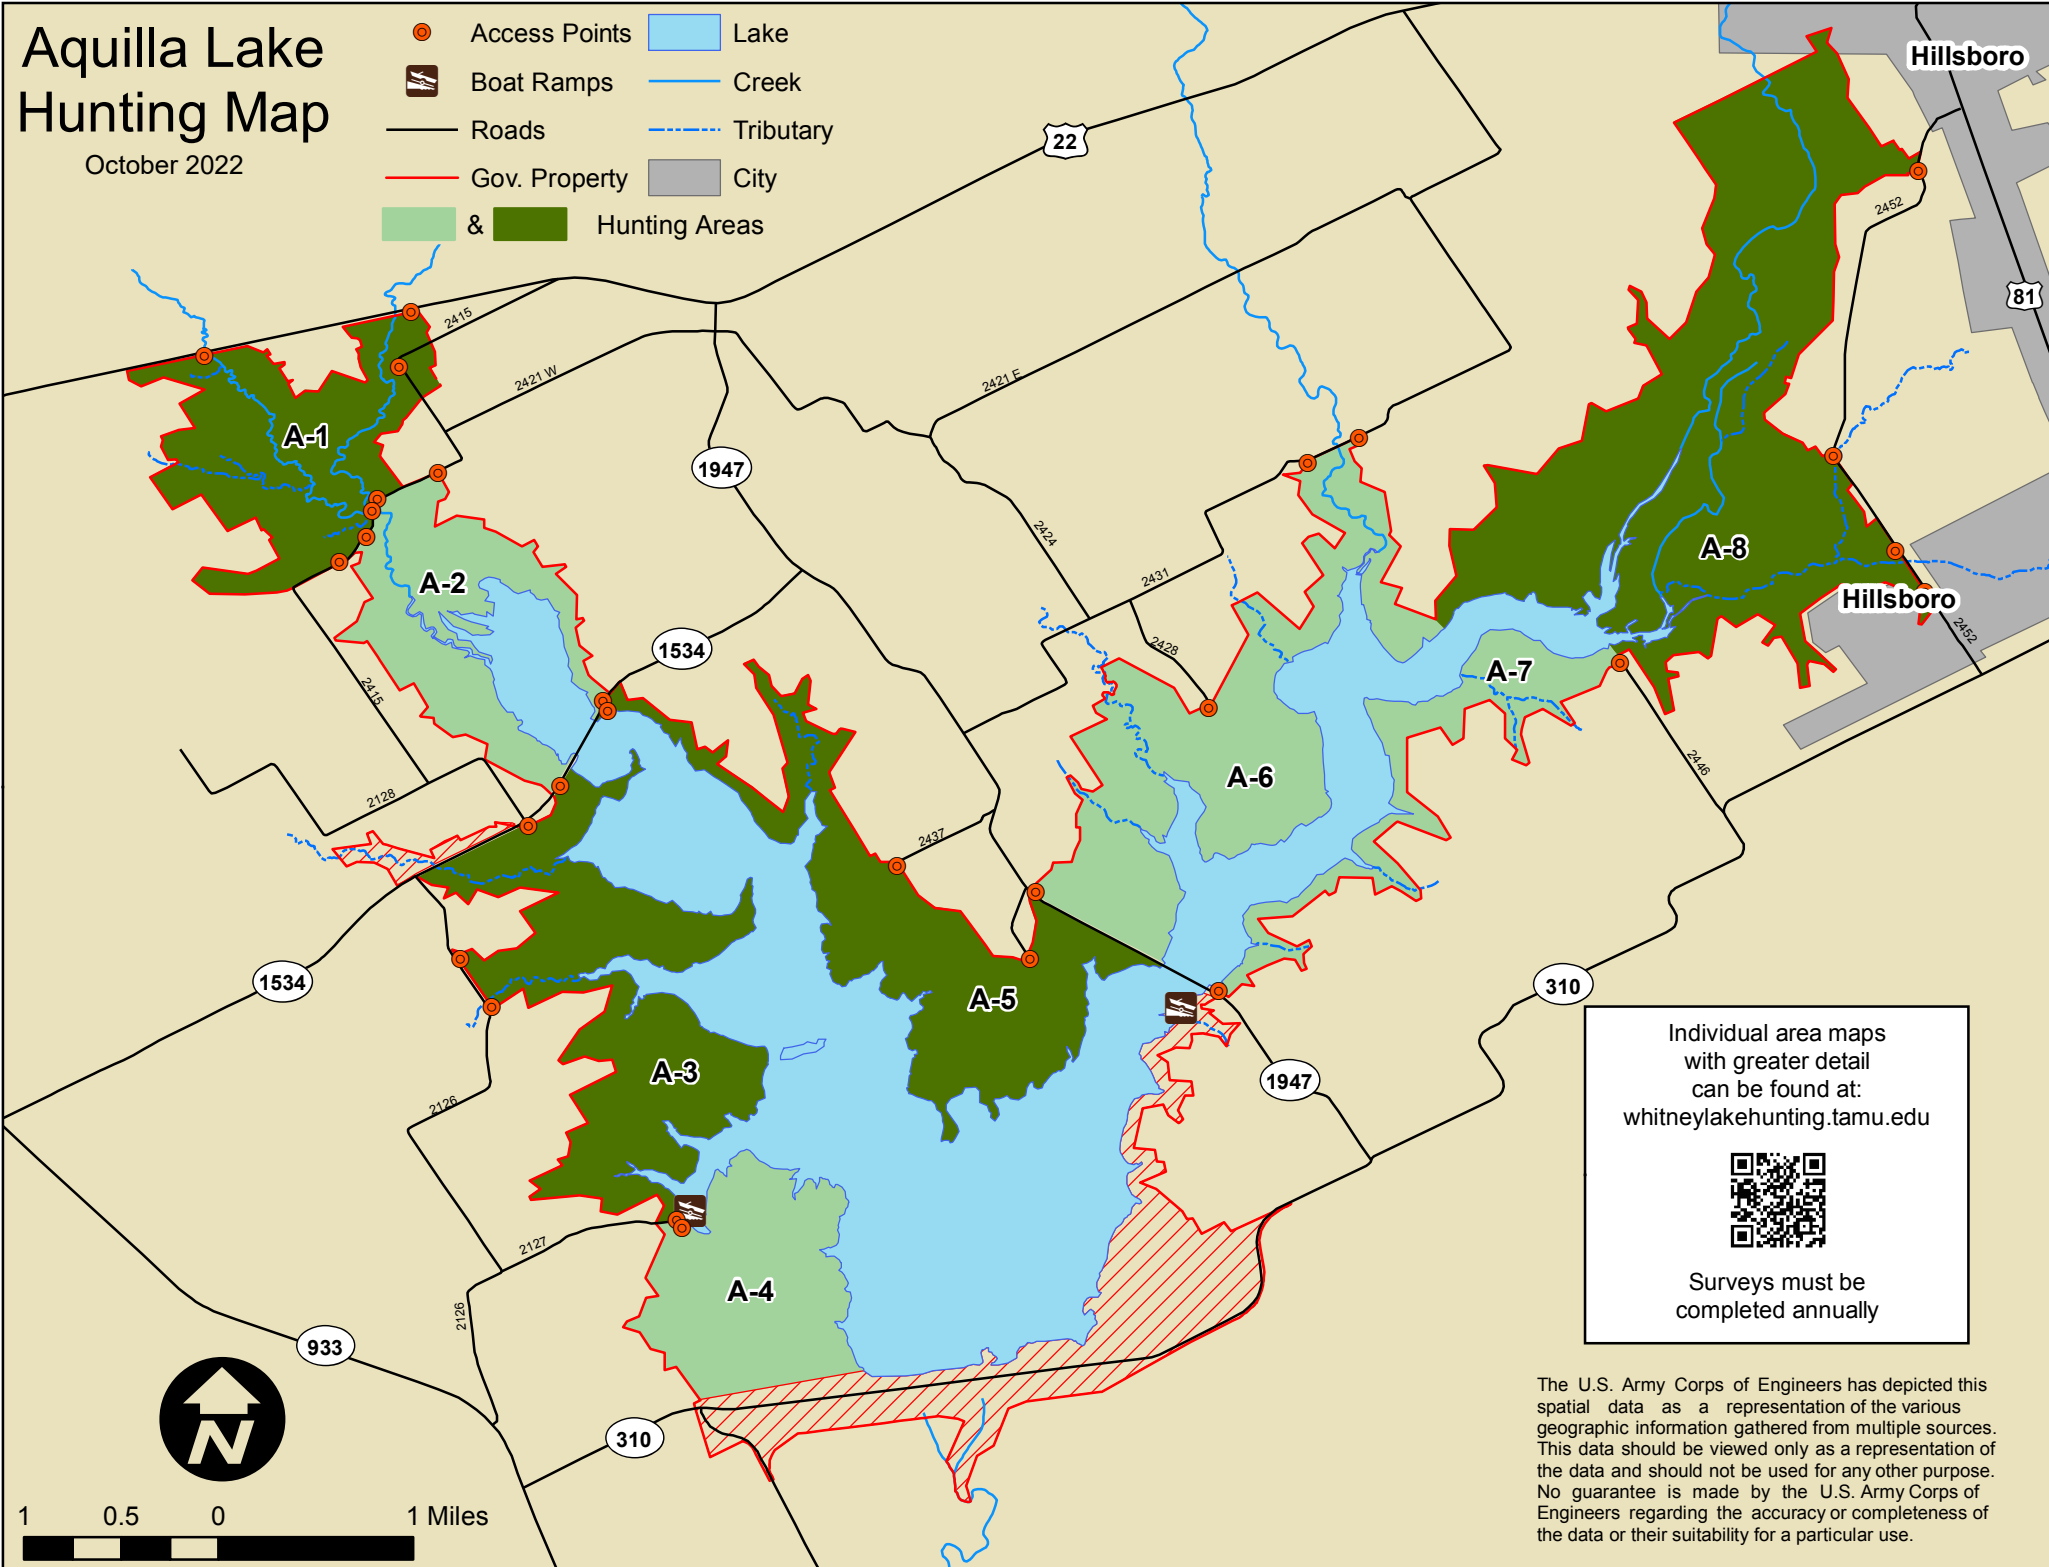 Aquilla Lake
Hunting Map
October 2022
Access Points
Lake
Boat Ramps
Creek
Roads
Tributary
Gov. Property
City
&
Hunting Areas
Hillsboro
22
2452
81
2415
2421 W
2421 E
A-1
1947
2424
A-8
2431
A-2
Hillsboro
2452
1534
2428
A-7
2415
2446
A-6
2128
2437
1534
310
A-5
A-3
1947
2126
2127
A-4
2126
933
310
Individual area maps
with greater detail
can be found at:
whitneylakehunting.tamu.edu
Surveys must be
completed annually
The U.S. Army Corps of Engineers has depicted this
spatial data as a representation of the various
geographic information gathered from multiple sources.
This data should be viewed only as a representation of
the data and should not be used for any other purpose.
No guarantee is made by the U.S. Army Corps of
Engineers regarding the accuracy or completeness of
the data or their suitability for a particular use.
N
1 0.5 0 1 Miles